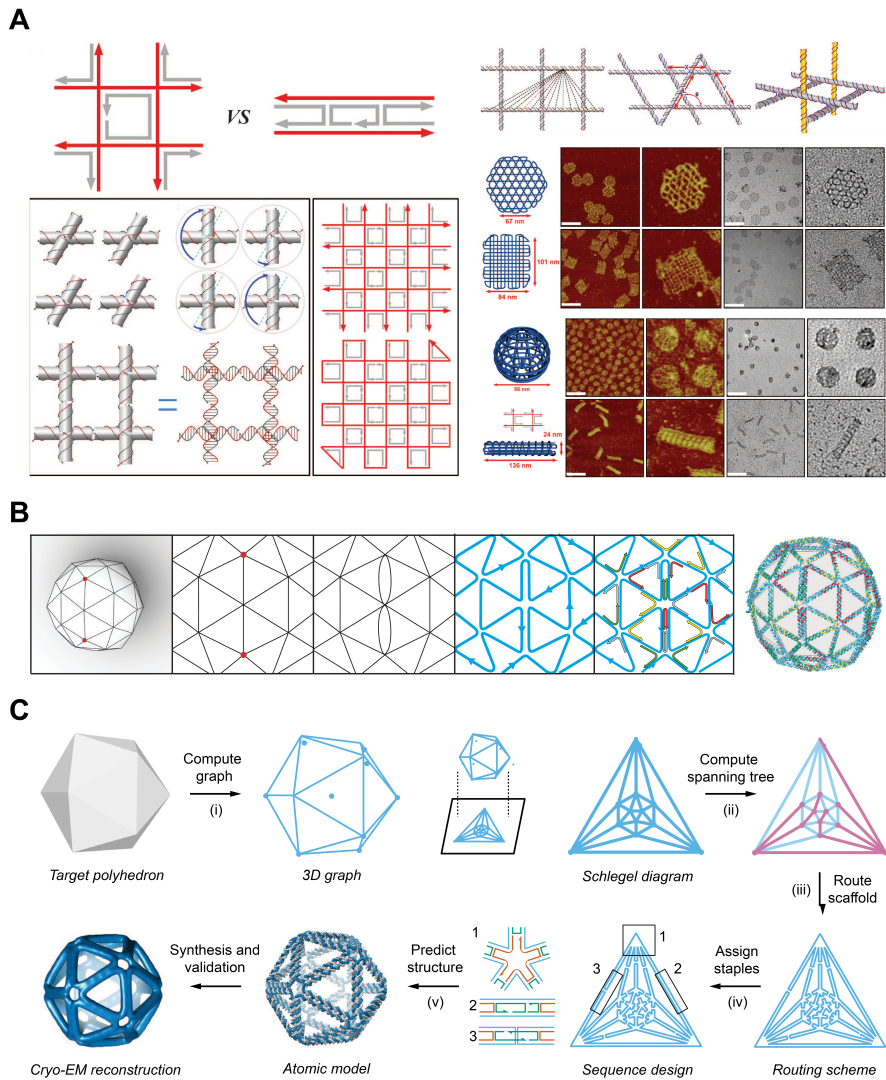 A
VS
67 nm
101 nm
84 nm
56 nm
24 nm
136 nm
B
C
Compute
graph
(i)
Compute
spanning tree
(ii)
Target polyhedron
3D graph
Schlegel diagram
(iii)
Route
scaffold
Synthesis and
validation
Predict
structure
(v)
1
2
3
1
2
3
Assign
staples
(iv)
Cryo-EM reconstruction
Atomic model
Sequence design
Routing scheme